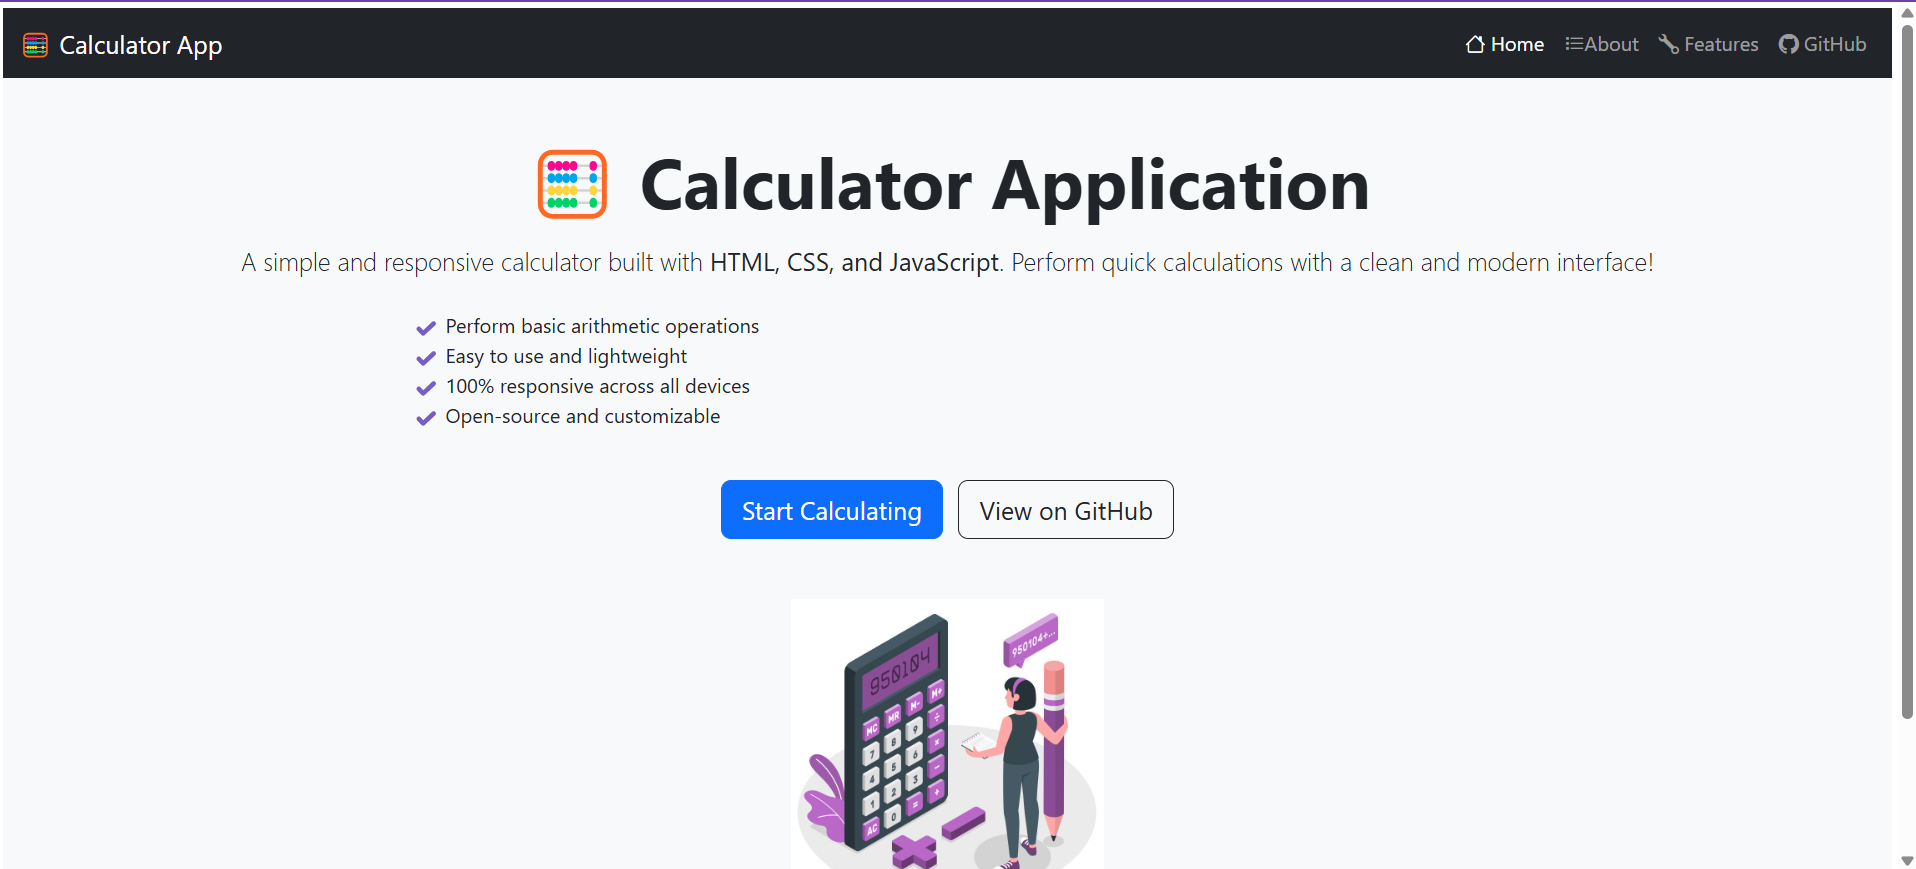 Calculator App
Home About Features GitHub
Calculator Application
A simple and responsive calculator built with HTML, CSS, and JavaScript. Perform quick calculations with a clean and modern interface!
Perform basic arithmetic operations
Easy to use and lightweight
100% responsive across all devices
Open-source and customizable
Start Calculating
View on GitHub
950104+...
950104
MC MR M- M+
7 8 9 ÷
4 5 6 ×
1 2 3 −
AC 0 = +